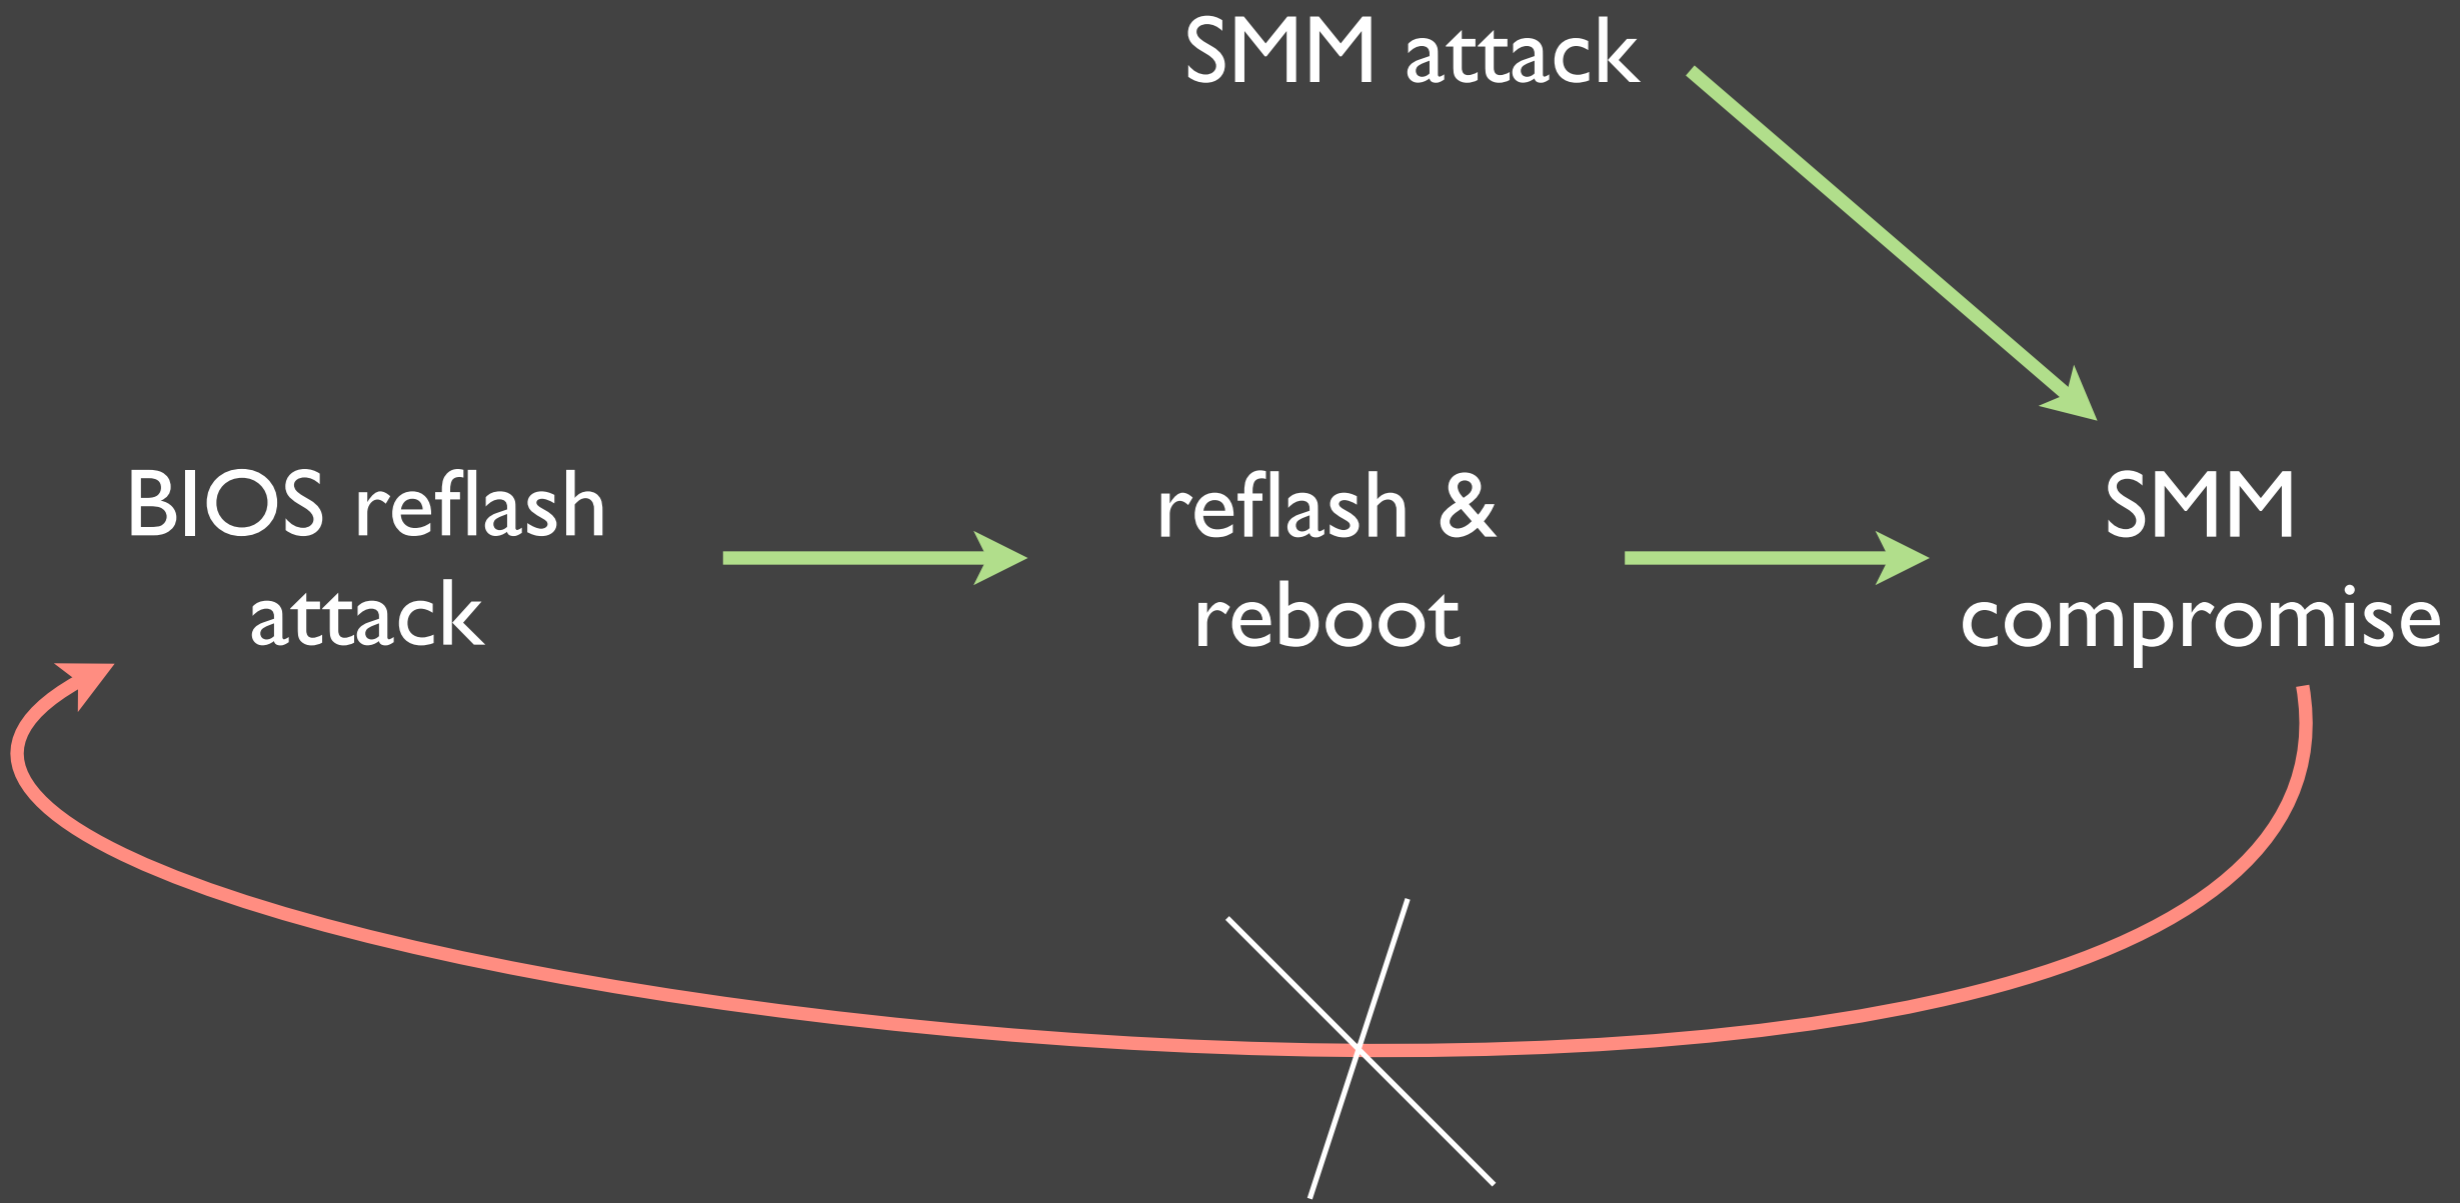 SMM attack
BIOS reflash
attack
reflash &
reboot
SMM
compromise